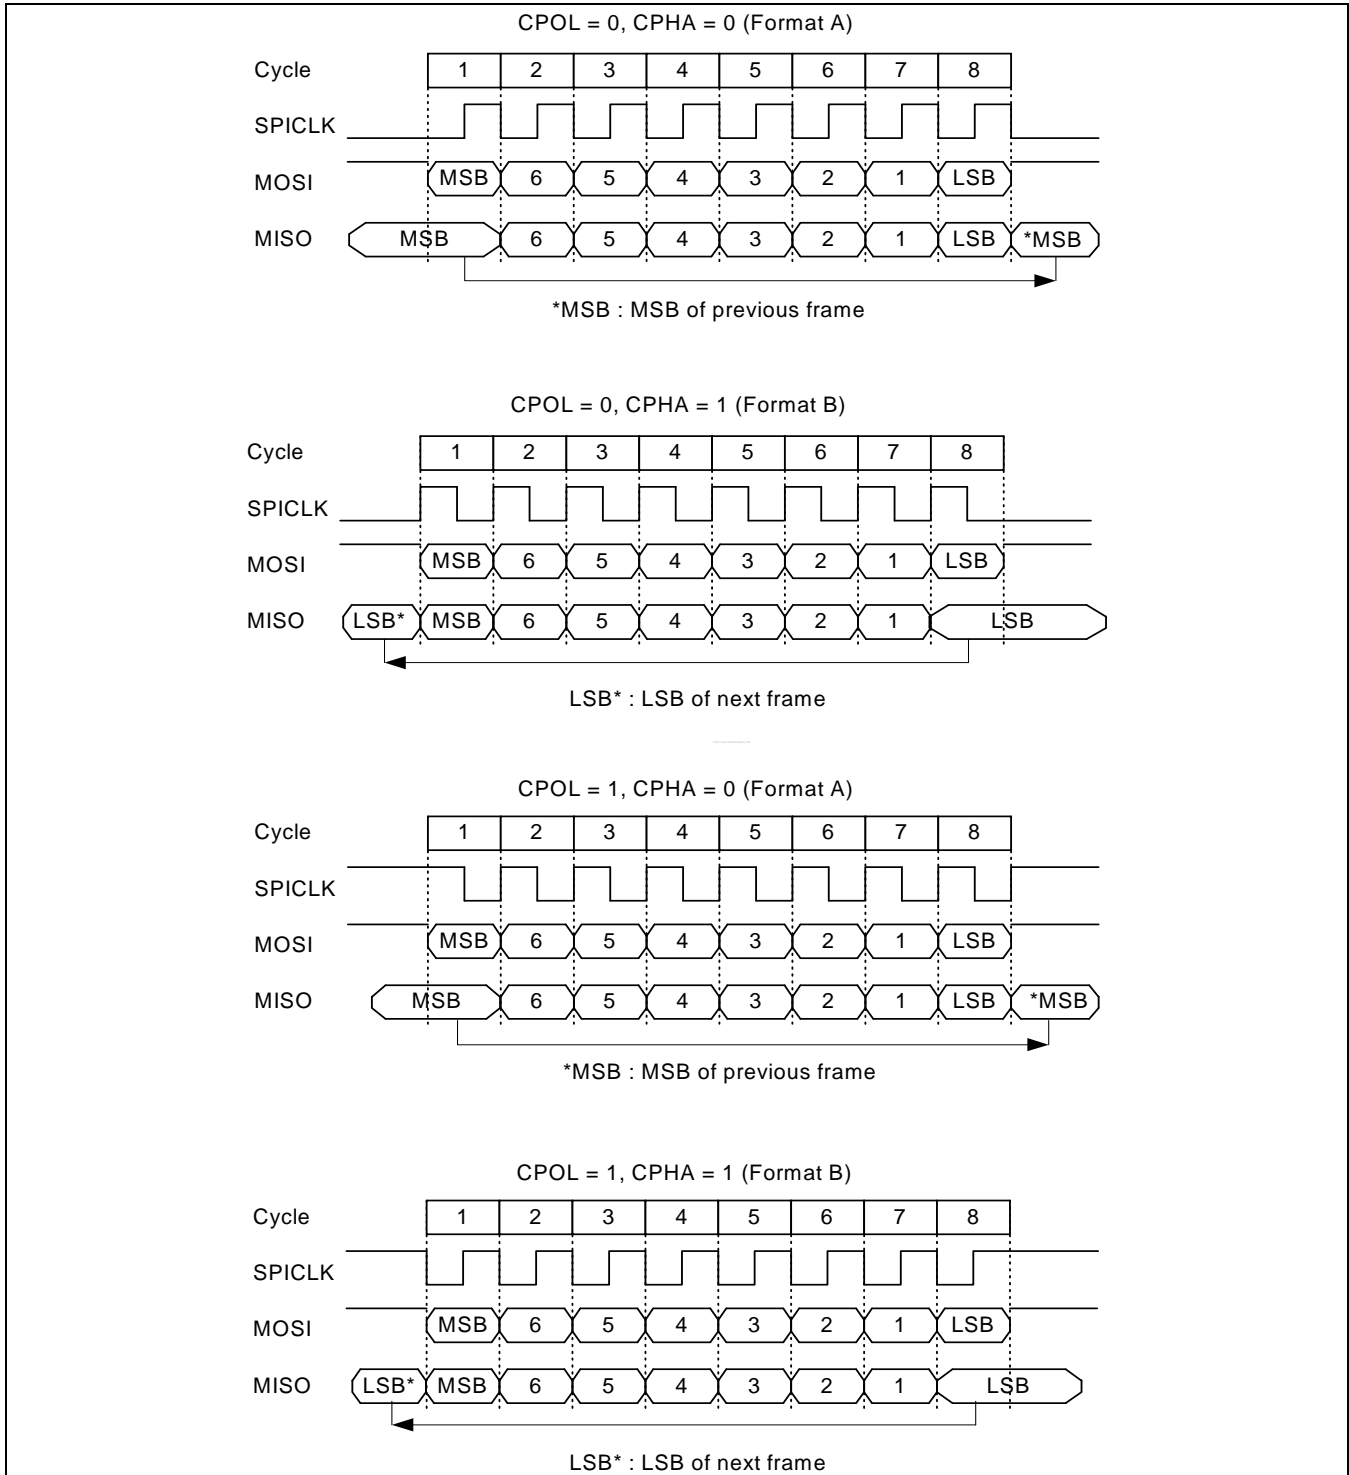 CPOL = 0, CPHA = 0 (Format A)
Cycle 1 2 3 4 5 6 7 8
SPICLK
MOSI MSB 6 5 4 3 2 1 LSB
MISO MSB 6 5 4 3 2 1 LSB *MSB
*MSB : MSB of previous frame
CPOL = 0, CPHA = 1 (Format B)
Cycle 1 2 3 4 5 6 7 8
SPICLK
MOSI MSB 6 5 4 3 2 1 LSB
MISO LSB* MSB 6 5 4 3 2 1 LSB
LSB* : LSB of next frame
CPOL = 1, CPHA = 0 (Format A)
Cycle 1 2 3 4 5 6 7 8
SPICLK
MOSI MSB 6 5 4 3 2 1 LSB
MISO MSB 6 5 4 3 2 1 LSB *MSB
*MSB : MSB of previous frame
CPOL = 1, CPHA = 1 (Format B)
Cycle 1 2 3 4 5 6 7 8
SPICLK
MOSI MSB 6 5 4 3 2 1 LSB
MISO LSB* MSB 6 5 4 3 2 1 LSB
LSB* : LSB of next frame